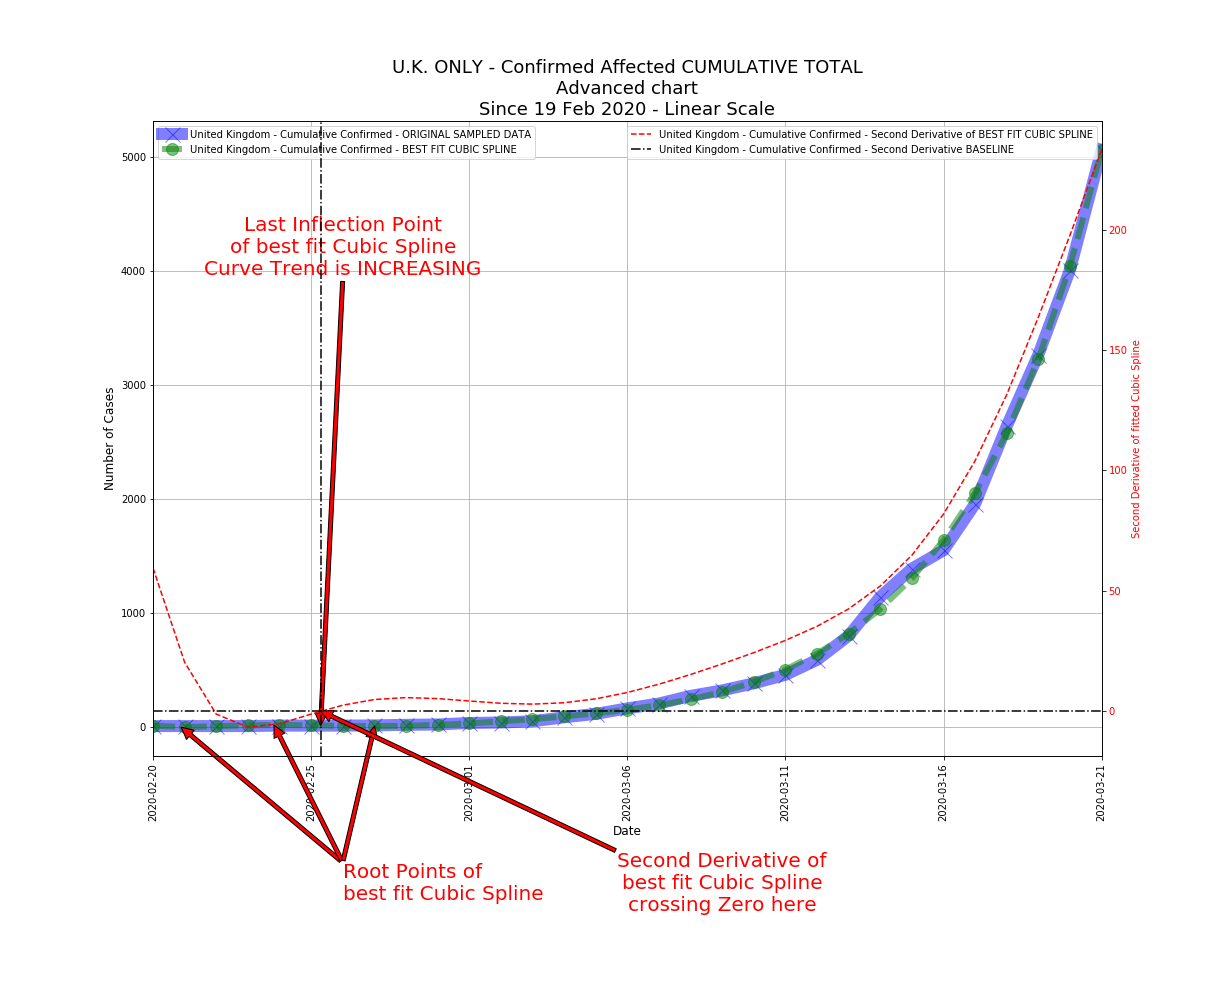 U.K. ONLY - Confirmed Affected CUMULATIVE TOTAL
Advanced chart
Since 19 Feb 2020 - Linear Scale
United Kingdom - Cumulative Confirmed - ORIGINAL SAMPLED DATA
United Kingdom - Cumulative Confirmed - BEST FIT CUBIC SPLINE
United Kingdom - Cumulative Confirmed - Second Derivative of BEST FIT CUBIC SPLINE
United Kingdom - Cumulative Confirmed - Second Derivative BASELINE
Last Inflection Point
of best fit Cubic Spline
Curve Trend is INCREASING
Number of Cases
5000
4000
3000
2000
1000
0
200
150
100
50
0
Second Derivative of fitted Cubic Spline
2020-02-20
2020-02-25
2020-03-01
2020-03-06
2020-03-11
2020-03-16
2020-03-21
Date
Root Points of
best fit Cubic Spline
Second Derivative of
best fit Cubic Spline
crossing Zero here